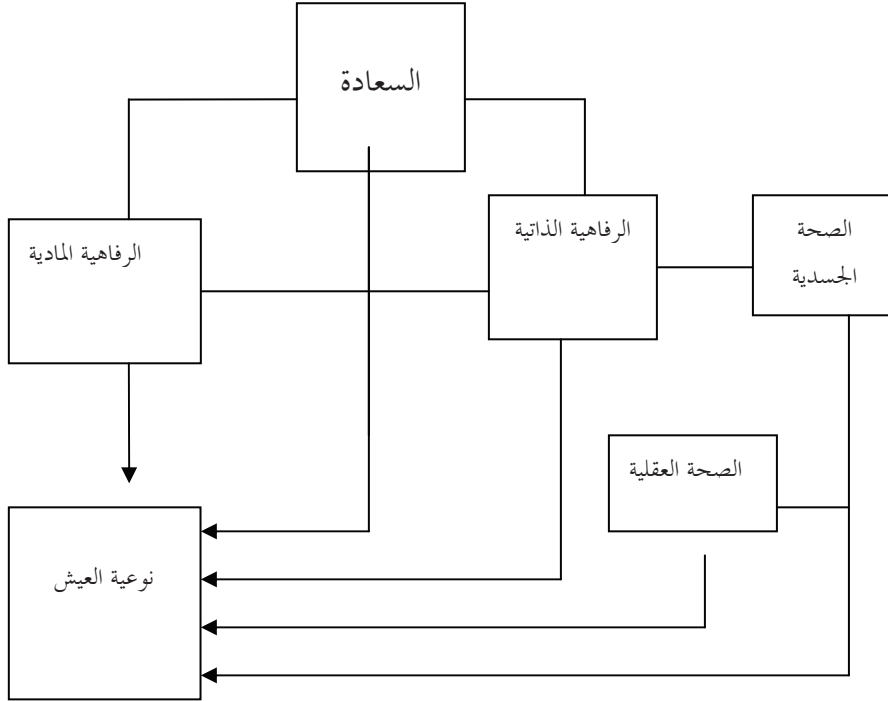 السعادة
الرفاهية المادية
الرفاهية الذاتية
الصحة
الجسدية
الصحة العقلية
نوعية العيش